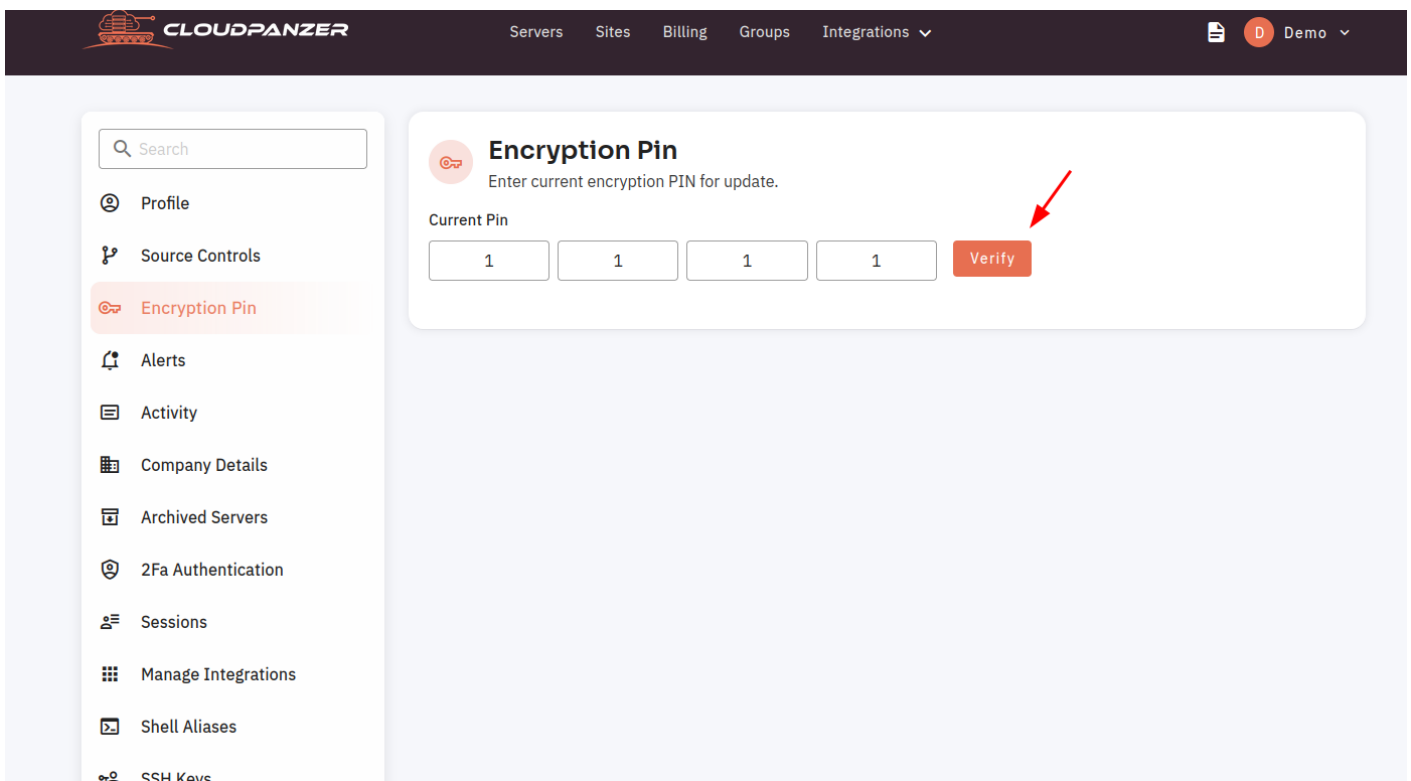 CLOUDPANZER
Servers Sites Billing Groups Integrations
D Demo
Search
Profile
Source Controls
Encryption Pin
Alerts
Activity
Company Details
Archived Servers
2Fa Authentication
Sessions
Manage Integrations
Shell Aliases
SSH Keys
Encryption Pin
Enter current encryption PIN for update.
Current Pin
1 1 1 1 Verify